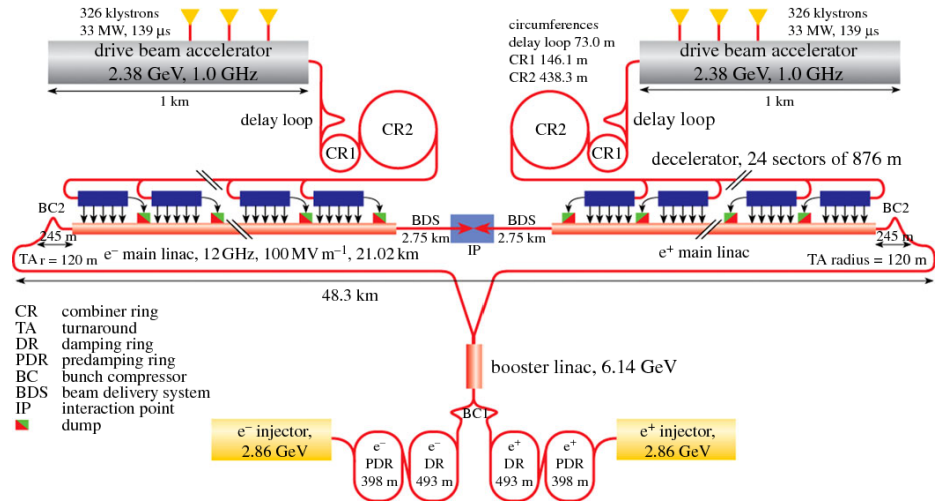 326 klystrons
33 MW, 139 μs
drive beam accelerator
2.38 GeV, 1.0 GHz
1 km
delay loop
CR1
CR2
circumferences
delay loop 73.0 m
CR1 146.1 m
CR2 438.3 m
326 klystrons
33 MW, 139 μs
drive beam accelerator
2.38 GeV, 1.0 GHz
1 km
CR2
CR1
delay loop
decelerator, 24 sectors of 876 m
BC2
245 m
TA r = 120 m
e⁻ main linac, 12 GHz, 100 MV m⁻¹, 21.02 km
BDS
2.75 km
IP
BDS
2.75 km
e⁺ main linac
BC2
245 m
TA radius = 120 m
48.3 km
CR combiner ring
TA turnaround
DR damping ring
PDR predamping ring
BC bunch compressor
BDS beam delivery system
IP interaction point
dump
booster linac, 6.14 GeV
BC1
e⁻ injector,
2.86 GeV
e⁻
PDR
398 m
e⁻
DR
493 m
e⁺
DR
493 m
e⁺
PDR
398 m
e⁺ injector,
2.86 GeV